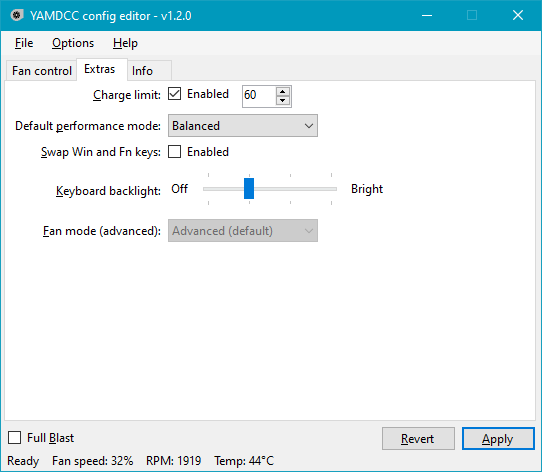 YAMDCC config editor - v1.2.0
File Options Help
Fan control Extras Info
Charge limit: Enabled 60
Default performance mode: Balanced
Swap Win and Fn keys: Enabled
Keyboard backlight: Off Bright
Fan mode (advanced): Advanced (default)
Full Blast Revert Apply
Ready Fan speed: 32% RPM: 1919 Temp: 44°C